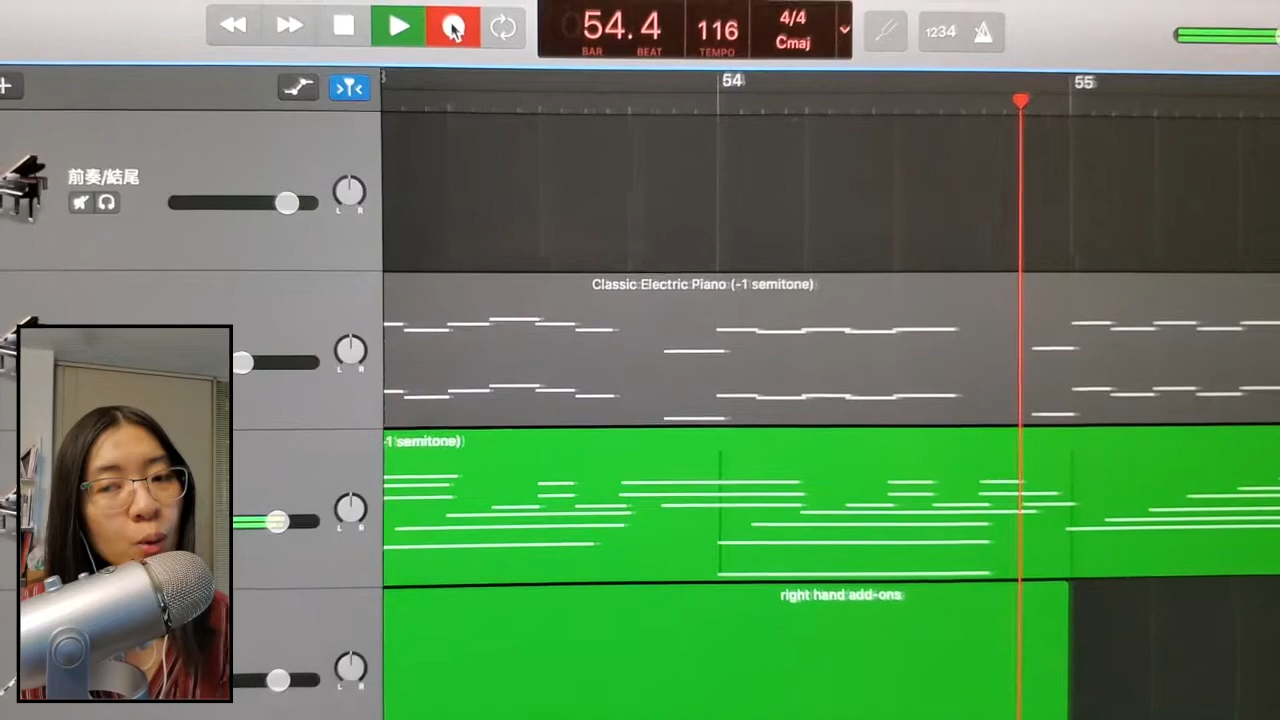 54.4
BAR
BEAT
116
TEMPO
4/4
Cmaj
1234
54
55
前奏/結尾
L R
Classic Electric Piano (-1 semitone)
L R
-1 semitone)
L R
right hand add-ons
L R